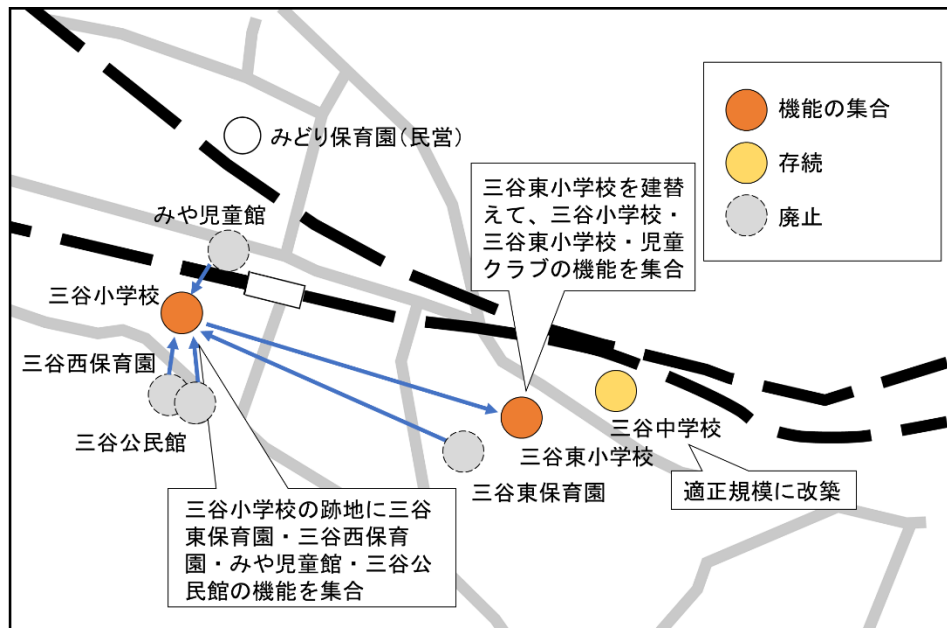 機能の集合
存続
廃止
みどり保育園(民営)
みや児童館
三谷東小学校を建替
えて、三谷小学校・
三谷東小学校・児童
クラブの機能を集合
三谷小学校
三谷西保育園
三谷公民館
三谷中学校
三谷東小学校
三谷東保育園
適正規模に改築
三谷小学校の跡地に三谷
東保育園・三谷西保育
園・みや児童館・三谷公
民館の機能を集合